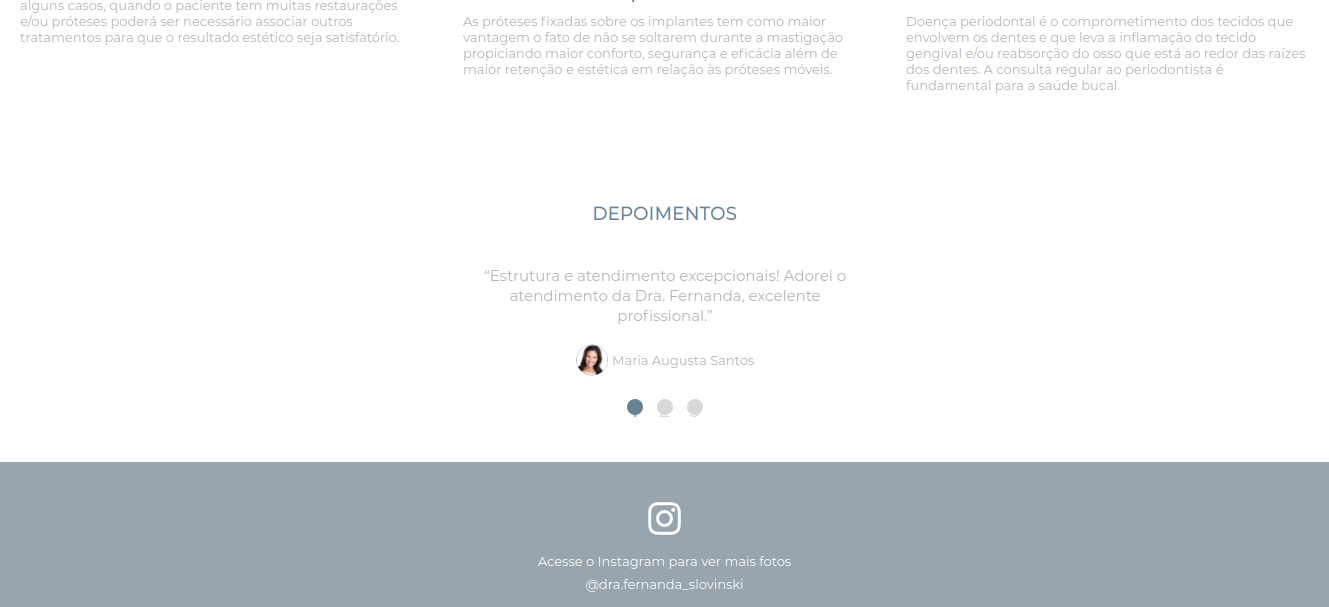 alguns casos, quando o paciente tem muitas restaurações
e/ou próteses poderá ser necessário associar outros
tratamentos para que o resultado estético seja satisfatório.
As próteses fixadas sobre os implantes tem como maior
vantagem o fato de não se soltarem durante a mastigação
propiciando maior conforto, segurança e eficácia além de
maior retenção e estética em relação às próteses móveis.
Doença periodontal é o comprometimento dos tecidos que
envolvem os dentes e que leva a inflamação do tecido
gengival e/ou reabsorção do osso que está ao redor das raízes
dos dentes. A consulta regular ao periodontista é
fundamental para a saúde bucal.
DEPOIMENTOS
“Estrutura e atendimento excepcionais! Adorei o
atendimento da Dra. Fernanda, excelente
profissional.”
Maria Augusta Santos
Acesse o Instagram para ver mais fotos
@dra.fernanda_slovinski